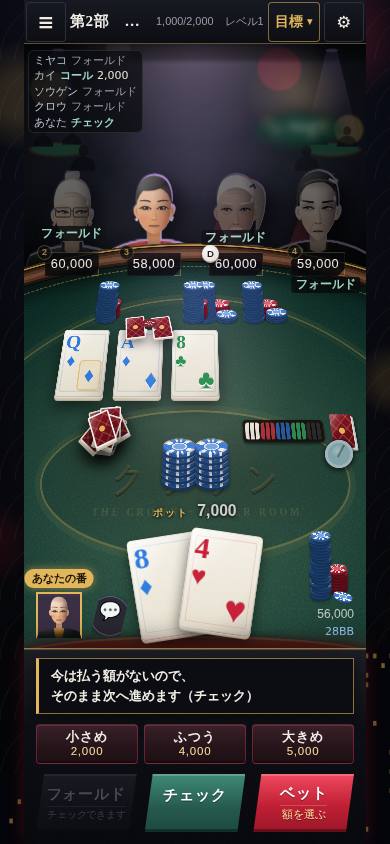 第2部 …
1,000/2,000 レベル1
目標 ▾
ミヤコ フォールド
カイ コール 2,000
ソウゲン フォールド
クロウ フォールド
あなた チェック
フォールド
フォールド
2
60,000
3
58,000
D
60,000
4
59,000
フォールド
Q
A
8
クラウン
ポット 7,000
8
4
あなたの番
56,000
28BB
今は払う額がないので、
そのまま次へ進めます（チェック）
小さめ
2,000
ふつう
4,000
大きめ
5,000
フォールド
チェックできます
チェック
ベット
額を選ぶ